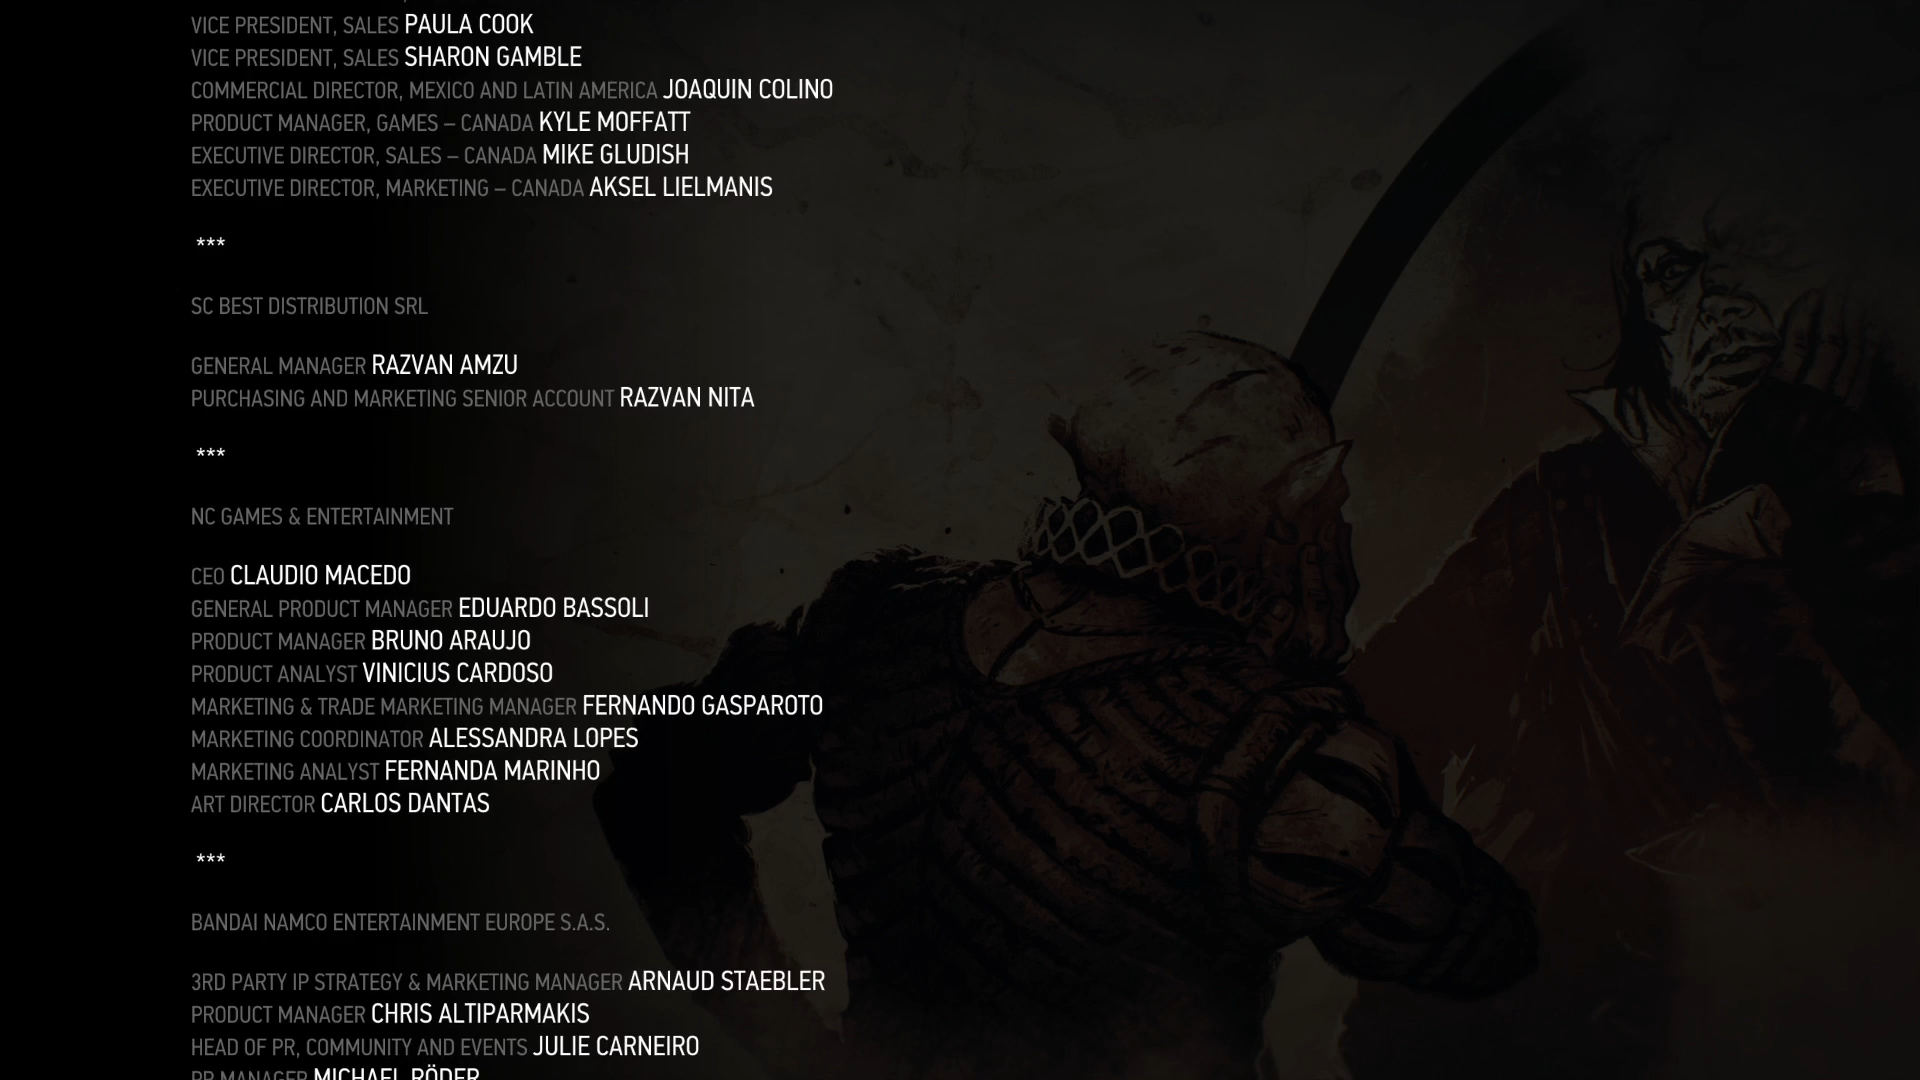 VICE PRESIDENT, SALES PAULA COOK
VICE PRESIDENT, SALES SHARON GAMBLE
COMMERCIAL DIRECTOR, MEXICO AND LATIN AMERICA JOAQUIN COLINO
PRODUCT MANAGER, GAMES – CANADA KYLE MOFFATT
EXECUTIVE DIRECTOR, SALES – CANADA MIKE GLUDISH
EXECUTIVE DIRECTOR, MARKETING – CANADA AKSEL LIELMANIS
***
SC BEST DISTRIBUTION SRL
GENERAL MANAGER RAZVAN AMZU
PURCHASING AND MARKETING SENIOR ACCOUNT RAZVAN NITA
***
NC GAMES & ENTERTAINMENT
CEO CLAUDIO MACEDO
GENERAL PRODUCT MANAGER EDUARDO BASSOLI
PRODUCT MANAGER BRUNO ARAUJO
PRODUCT ANALYST VINICIUS CARDOSO
MARKETING & TRADE MARKETING MANAGER FERNANDO GASPAROTO
MARKETING COORDINATOR ALESSANDRA LOPES
MARKETING ANALYST FERNANDA MARINHO
ART DIRECTOR CARLOS DANTAS
***
BANDAI NAMCO ENTERTAINMENT EUROPE S.A.S.
3RD PARTY IP STRATEGY & MARKETING MANAGER ARNAUD STAEBLER
PRODUCT MANAGER CHRIS ALTIPARMAKIS
HEAD OF PR, COMMUNITY AND EVENTS JULIE CARNEIRO
PR MANAGER MICHAEL RÖDER